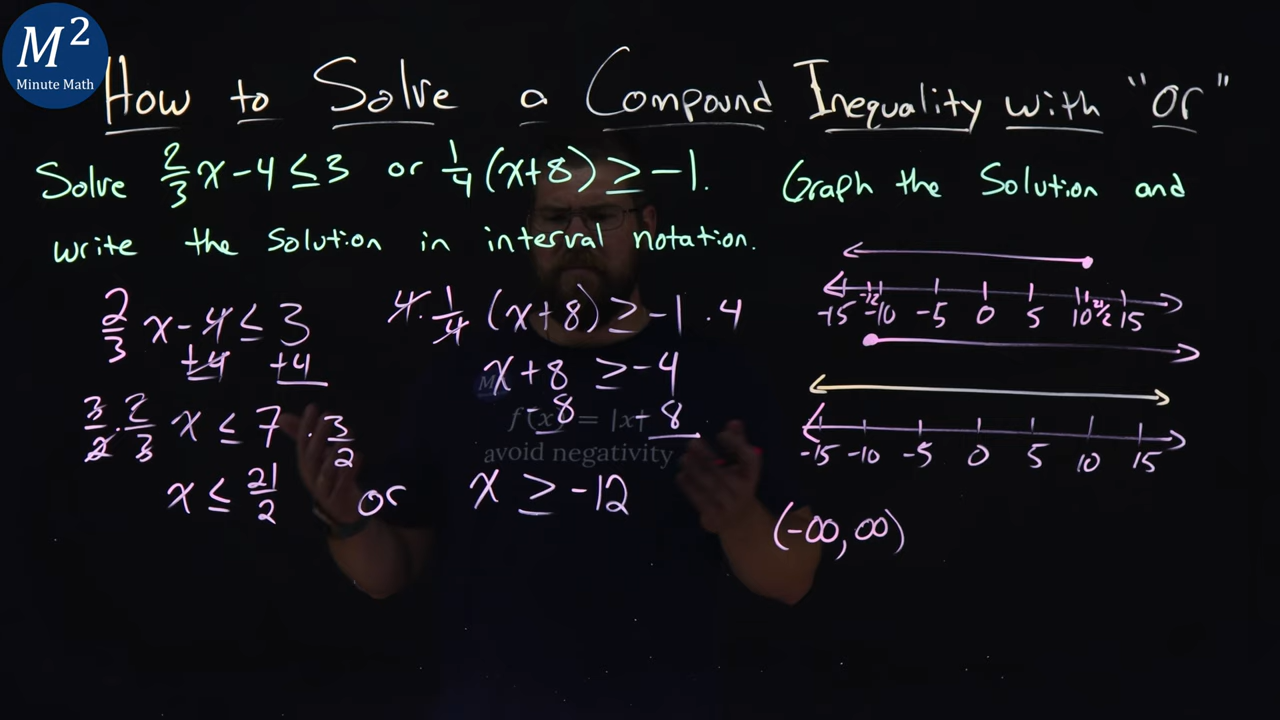 M²
Minute Math
How to Solve a Compound Inequality with "or"
Solve 2/3 x - 4 ≤ 3 or 1/4 (x+8) ≥ -1. Graph the Solution and
write the solution in interval notation.
2/3 x - 4 ≤ 3
+4 +4
3/2 · 2/3 x ≤ 7 · 3/2
x ≤ 21/2 or x ≥ -12
4 · 1/4 (x+8) ≥ -1 · 4
x + 8 ≥ -4
-8 -8
f(x) = |x|
avoid negativity
-15 -12 -10 -5 0 5 10 21/2 15
-15 -10 -5 0 5 10 15
(-∞, ∞)